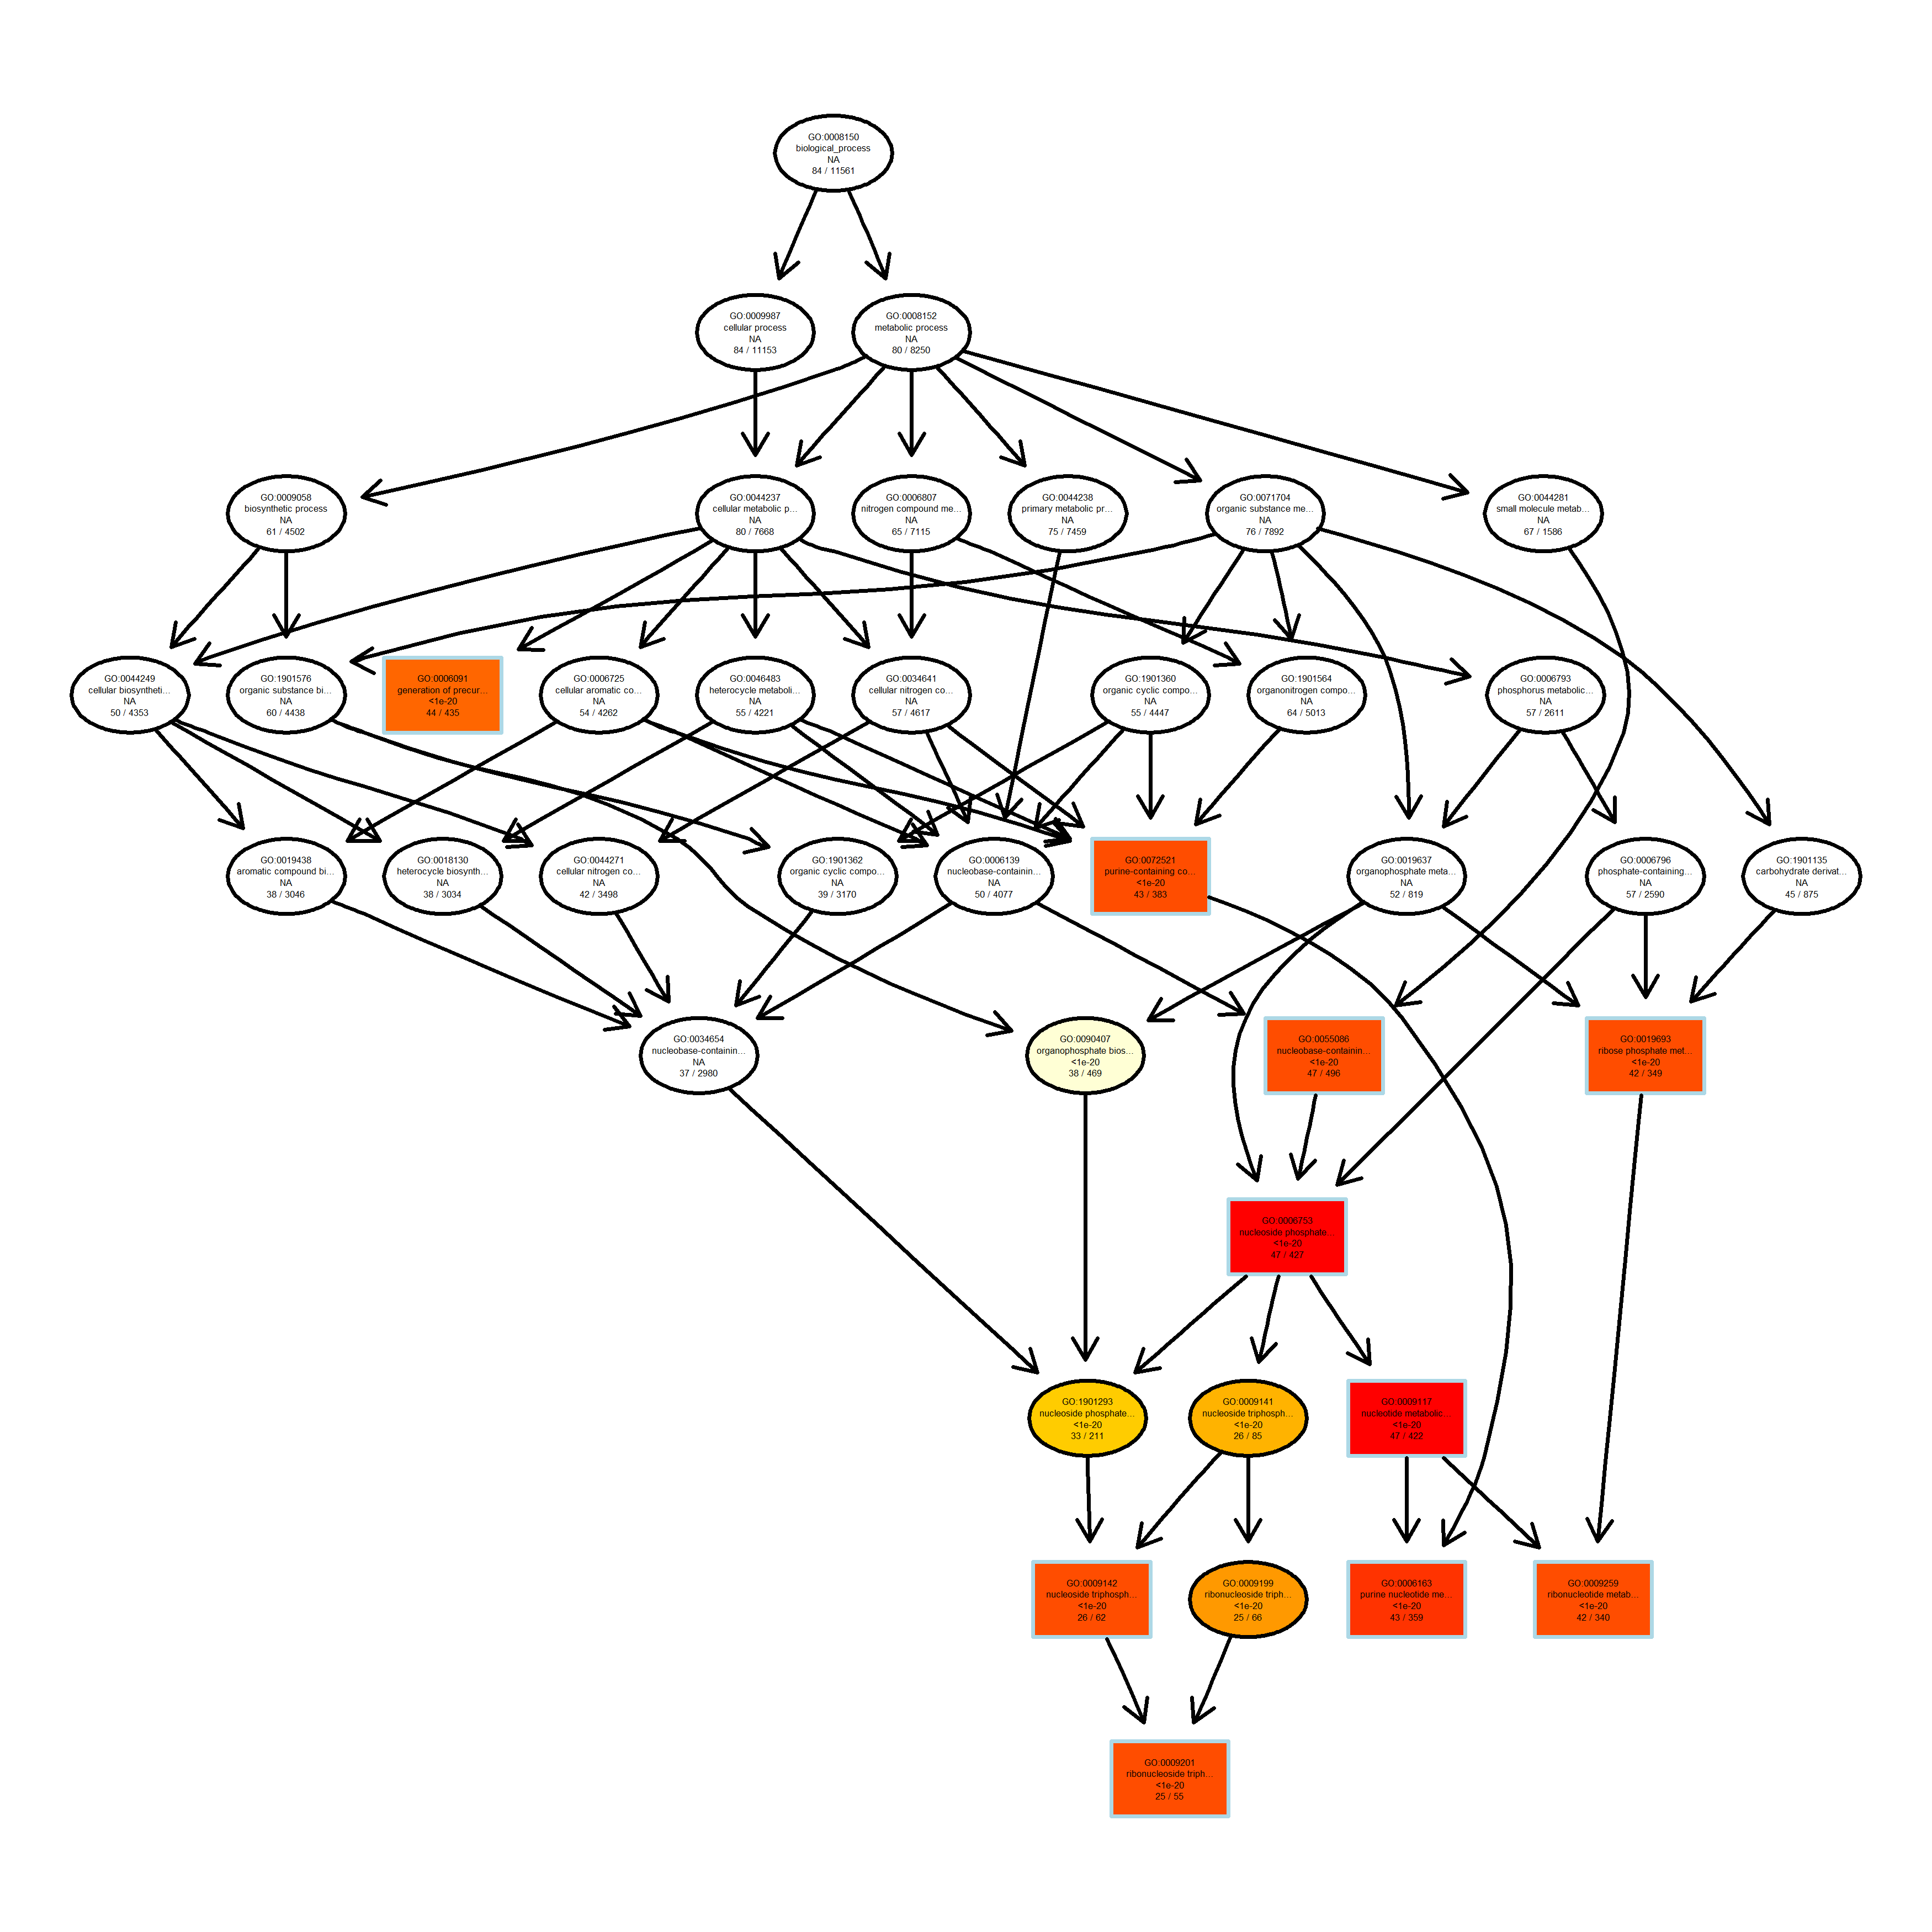 GO:0008150
biological_process
NA
84 / 11561
GO:0009987
cellular process
NA
84 / 11153
GO:0008152
metabolic process
NA
80 / 8250
GO:0009058
biosynthetic process
NA
61 / 4502
GO:0044237
cellular metabolic p...
NA
80 / 7668
GO:0006807
nitrogen compound me...
NA
65 / 7115
GO:0044238
primary metabolic pr...
NA
75 / 7459
GO:0071704
organic substance me...
NA
76 / 7892
GO:0044281
small molecule metab...
NA
67 / 1586
GO:0044249
cellular biosyntheti...
NA
50 / 4353
GO:1901576
organic substance bi...
NA
60 / 4438
GO:0006091
generation of precur...
<1e-20
44 / 435
GO:0006725
cellular aromatic co...
NA
54 / 4262
GO:0046483
heterocycle metaboli...
NA
55 / 4221
GO:0034641
cellular nitrogen co...
NA
57 / 4617
GO:1901360
organic cyclic compo...
NA
55 / 4447
GO:1901564
organonitrogen compo...
NA
64 / 5013
GO:0006793
phosphorus metabolic...
NA
57 / 2611
GO:0019438
aromatic compound bi...
NA
38 / 3046
GO:0018130
heterocycle biosynth...
NA
38 / 3034
GO:0044271
cellular nitrogen co...
NA
42 / 3498
GO:1901362
organic cyclic compo...
NA
39 / 3170
GO:0006139
nucleobase-containin...
NA
50 / 4077
GO:0072521
purine-containing co...
<1e-20
43 / 383
GO:0019637
organophosphate meta...
NA
52 / 819
GO:0006796
phosphate-containing...
NA
57 / 2590
GO:1901135
carbohydrate derivat...
NA
45 / 875
GO:0034654
nucleobase-containin...
NA
37 / 2980
GO:0090407
organophosphate bios...
<1e-20
38 / 469
GO:0055086
nucleobase-containin...
<1e-20
47 / 496
GO:0019693
ribose phosphate met...
<1e-20
42 / 349
GO:0006753
nucleoside phosphate...
<1e-20
47 / 427
GO:1901293
nucleoside phosphate...
<1e-20
33 / 211
GO:0009141
nucleoside triphosph...
<1e-20
26 / 85
GO:0009117
nucleotide metabolic...
<1e-20
47 / 422
GO:0009142
nucleoside triphosph...
<1e-20
26 / 62
GO:0009199
ribonucleoside triph...
<1e-20
25 / 66
GO:0006163
purine nucleotide me...
<1e-20
43 / 359
GO:0009259
ribonucleotide metab...
<1e-20
42 / 340
GO:0009201
ribonucleoside triph...
<1e-20
25 / 55